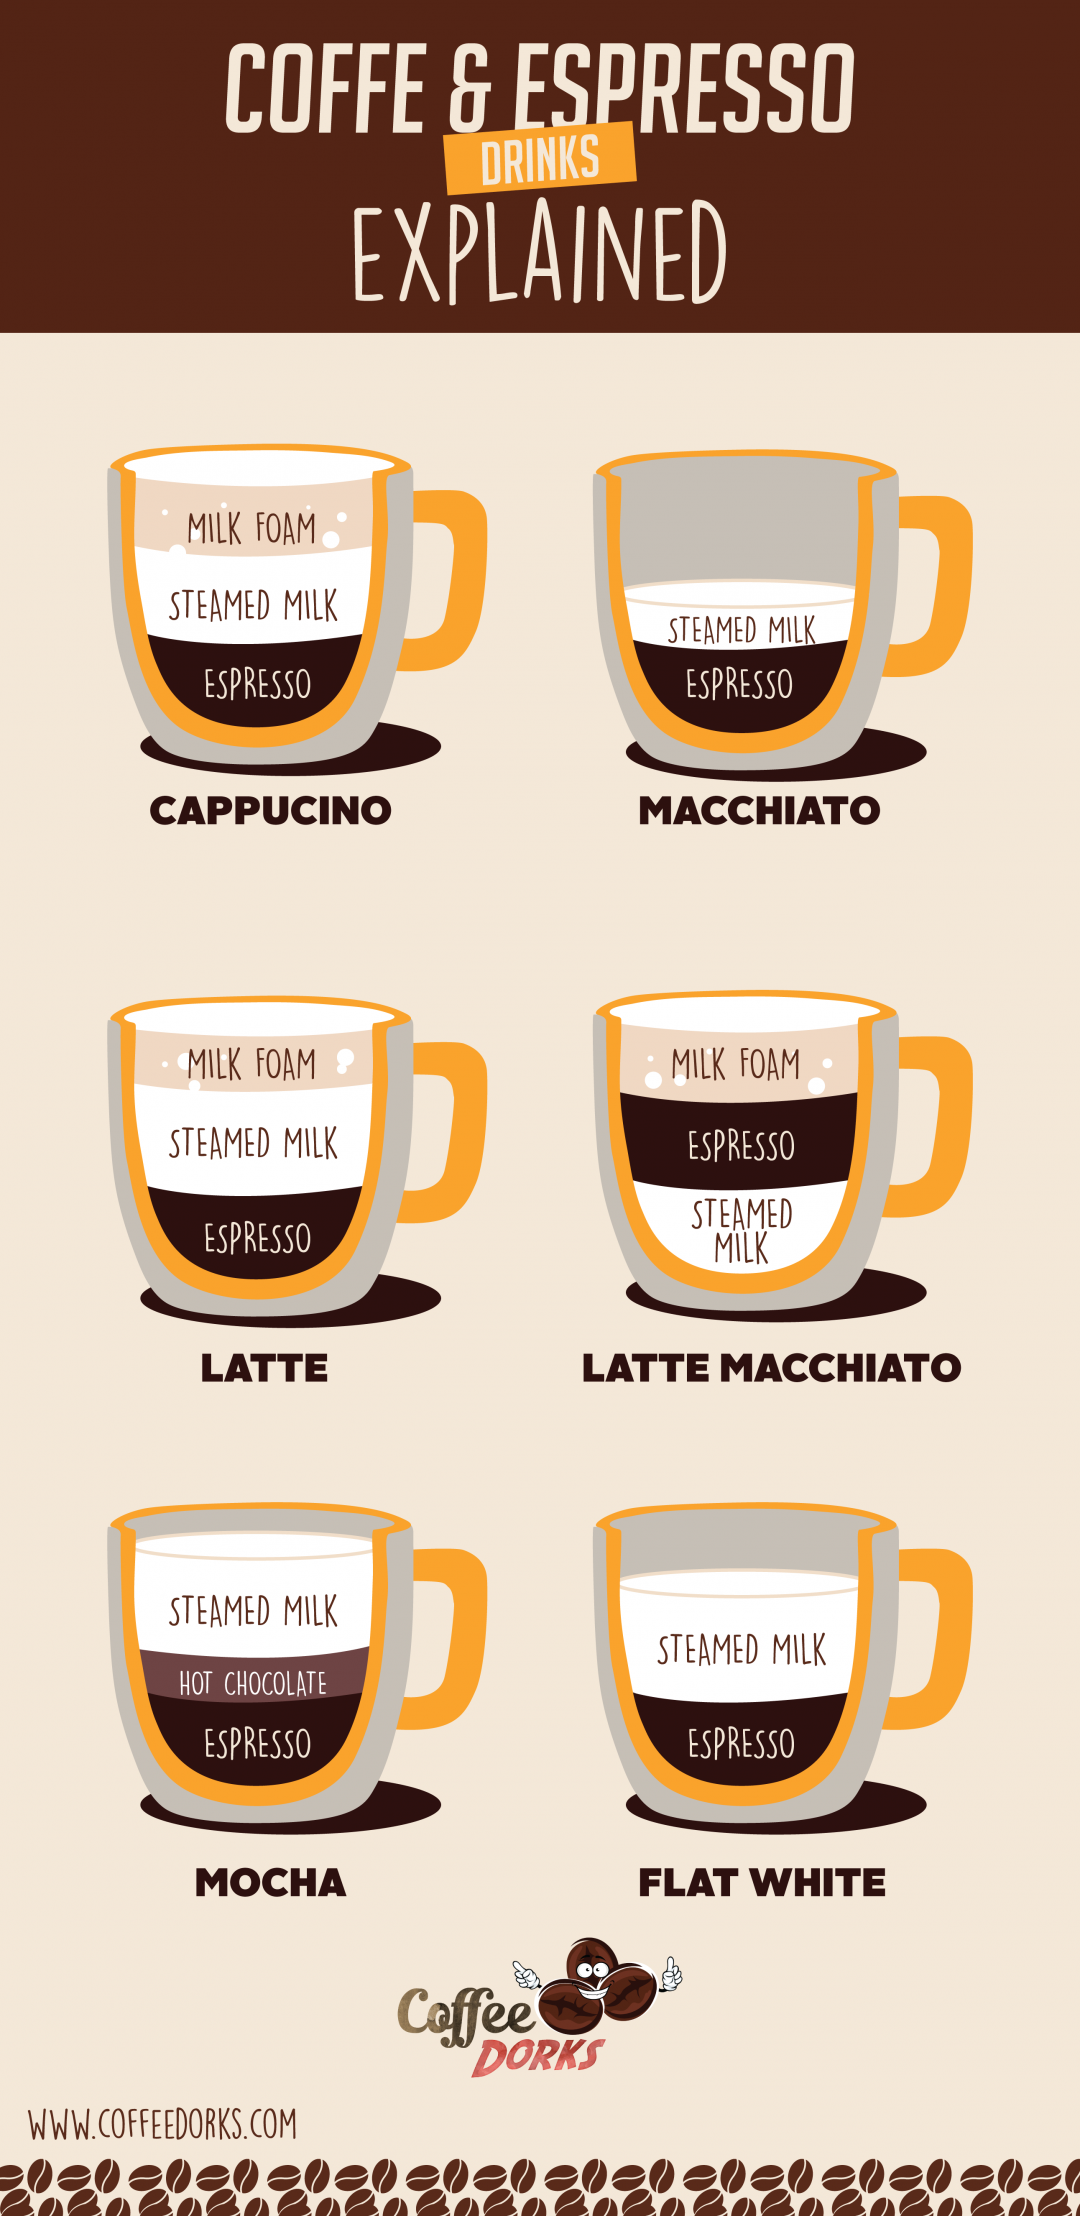 COFFE & ESPRESSO
DRINKS
EXPLAINED
MILK FOAM
STEAMED MILK
ESPRESSO
CAPPUCINO
STEAMED MILK
ESPRESSO
MACCHIATO
MILK FOAM
STEAMED MILK
ESPRESSO
LATTE
MILK FOAM
ESPRESSO
STEAMED
MILK
LATTE MACCHIATO
STEAMED MILK
HOT CHOCOLATE
ESPRESSO
MOCHA
STEAMED MILK
ESPRESSO
FLAT WHITE
Coffee
DORKS
WWW.COFFEEDORKS.COM